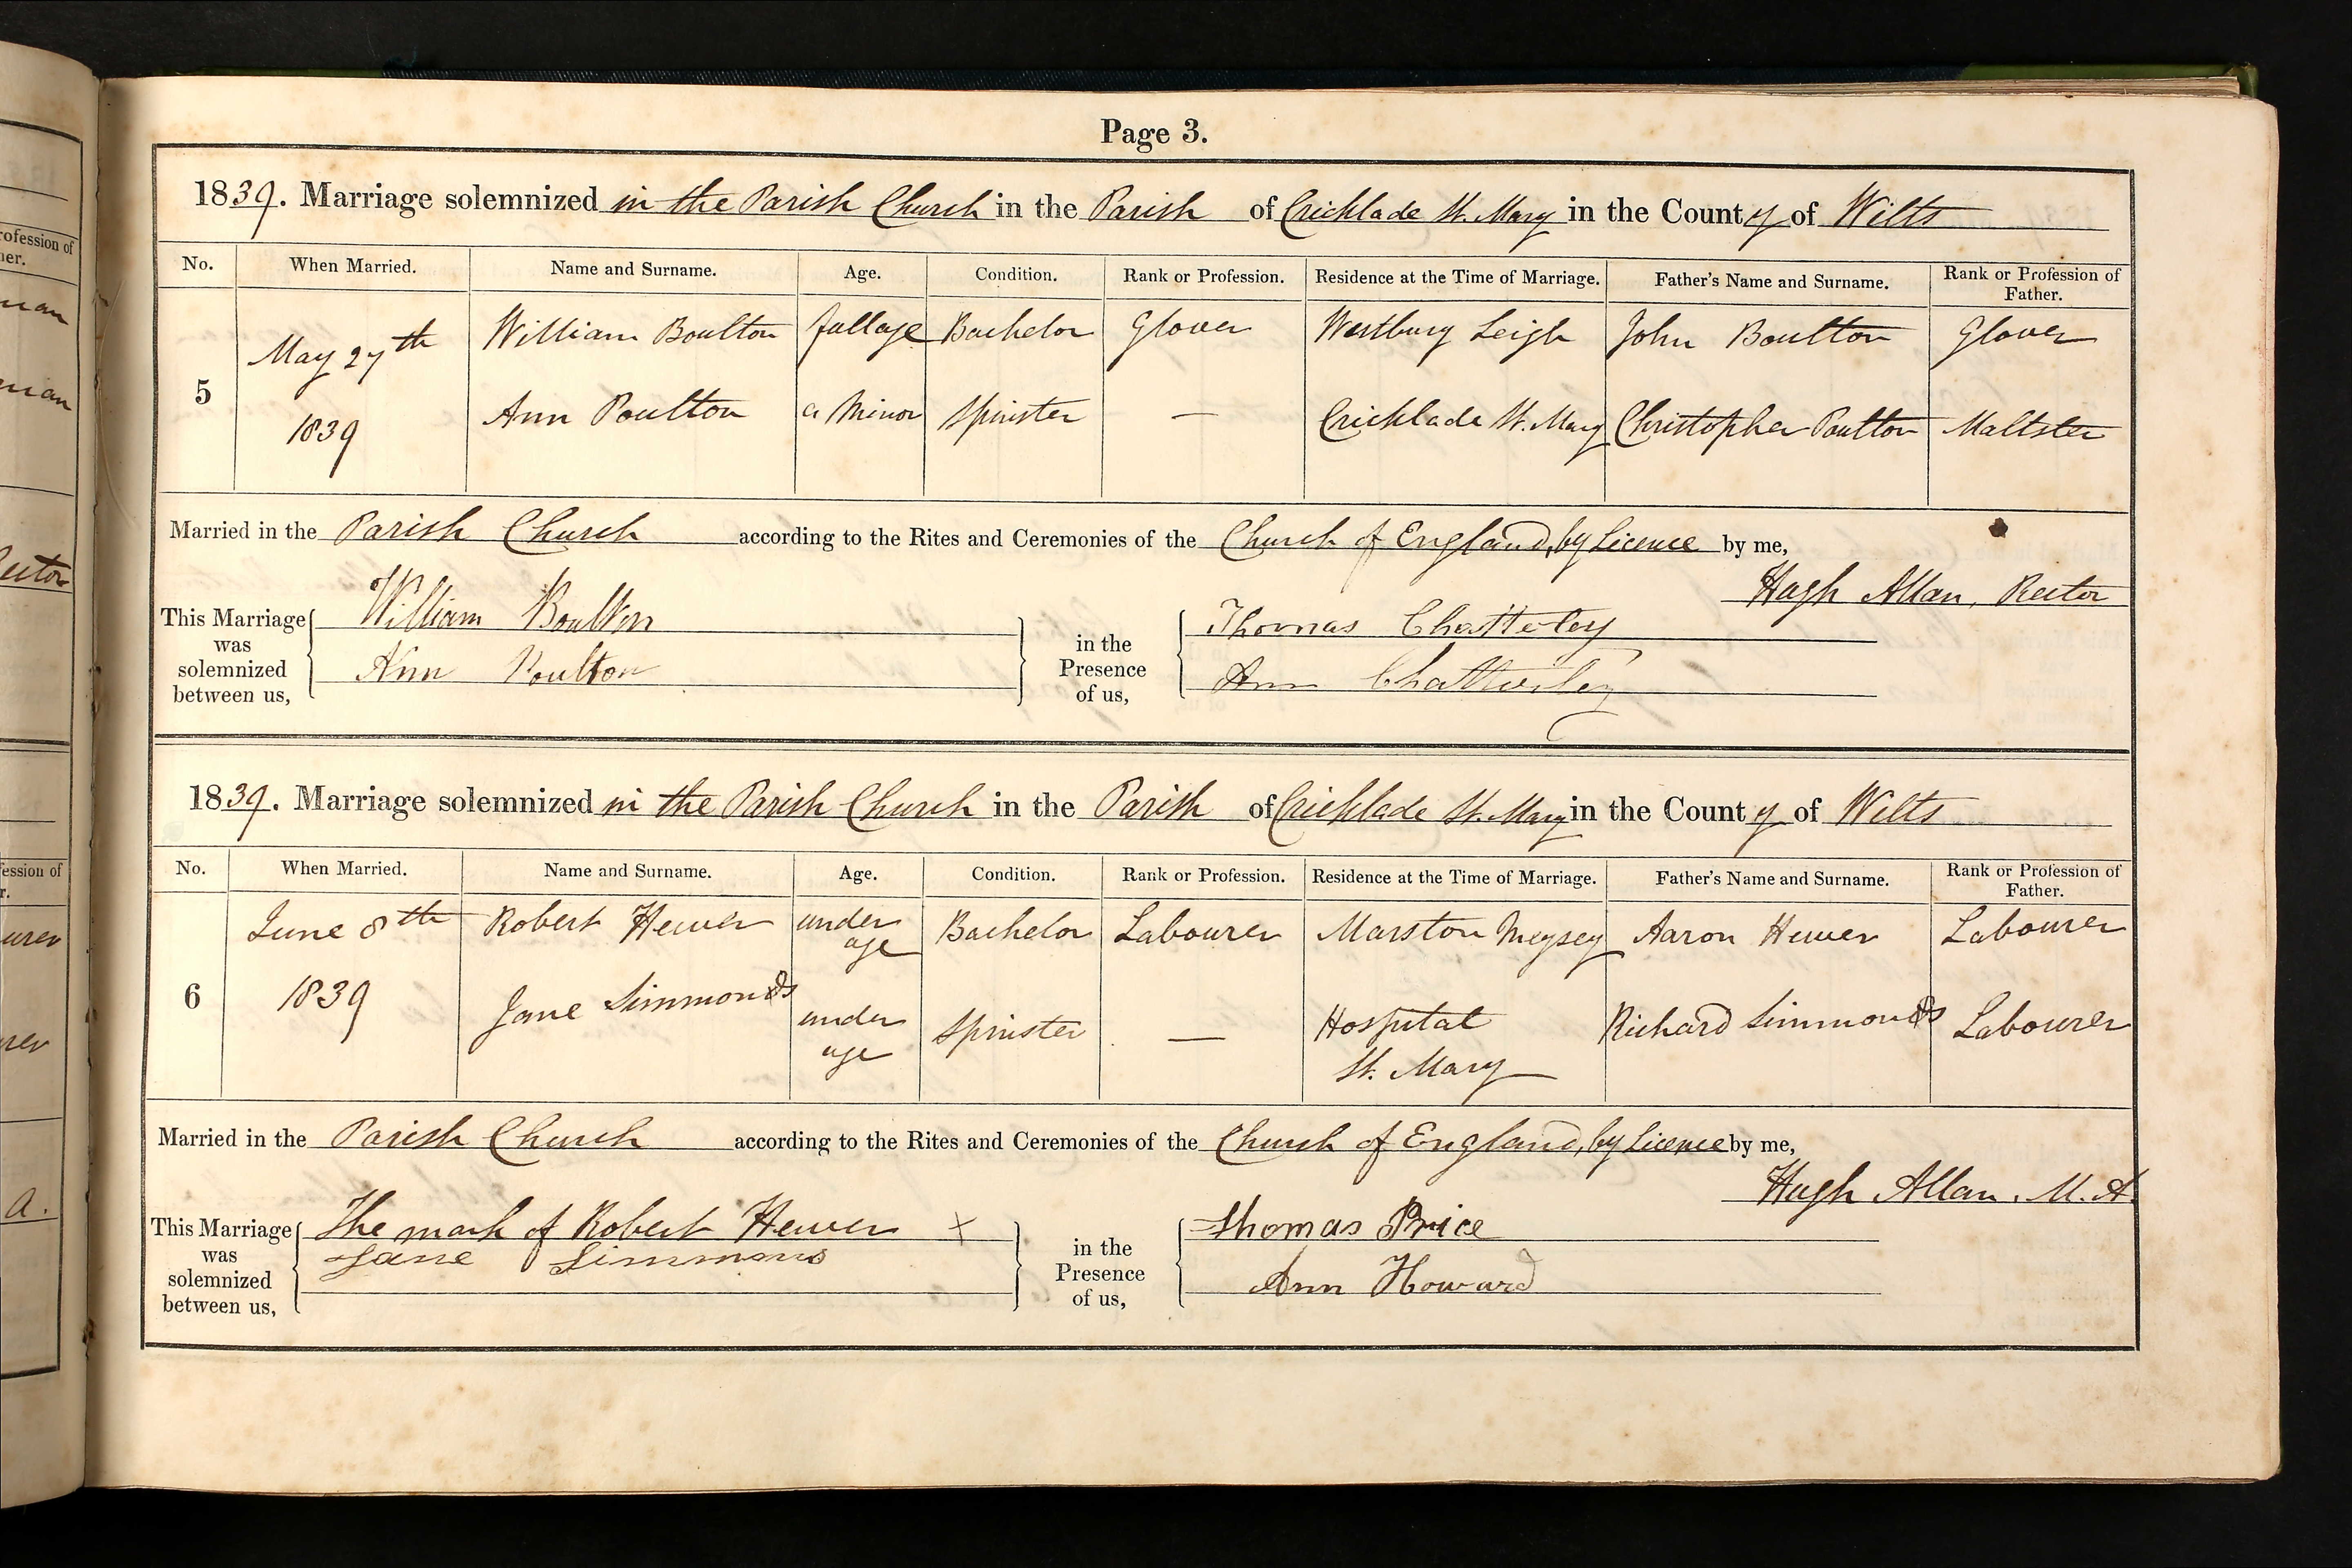 Page 3.
1839. Marriage solemnized in the Parish Church in the Parish of Cricklade St. Mary in the County of Wilts
No. When Married. Name and Surname. Age. Condition. Rank or Profession. Residence at the Time of Marriage. Father's Name and Surname. Rank or Profession of Father.
5 May 27th 1839 William Boulton full age Bachelor Glover Westbury Leigh John Boulton Glover
Ann Poulton a Minor Spinster — Cricklade St. Mary Christopher Poulton Maltster
Married in the Parish Church according to the Rites and Ceremonies of the Church of England, by Licence by me,
Hugh Allan, Rector
This Marriage was solemnized between us, William Boulton Ann Poulton in the Presence of us, Thomas Chatterley Ann Chatterley
1839. Marriage solemnized in the Parish Church in the Parish of Cricklade St. Mary in the County of Wilts
No. When Married. Name and Surname. Age. Condition. Rank or Profession. Residence at the Time of Marriage. Father's Name and Surname. Rank or Profession of Father.
6 June 8th 1839 Robert Hewer under age Bachelor Labourer Marston Meysey Aaron Hewer Labourer
Jane Simmonds under age Spinster — Hospital St. Mary Richard Simmonds Labourer
Married in the Parish Church according to the Rites and Ceremonies of the Church of England, by Licence by me,
Hugh Allan, M.A.
This Marriage was solemnized between us, The mark of Robert Hewer X Jane Simmons in the Presence of us, Thomas Price Ann Howard